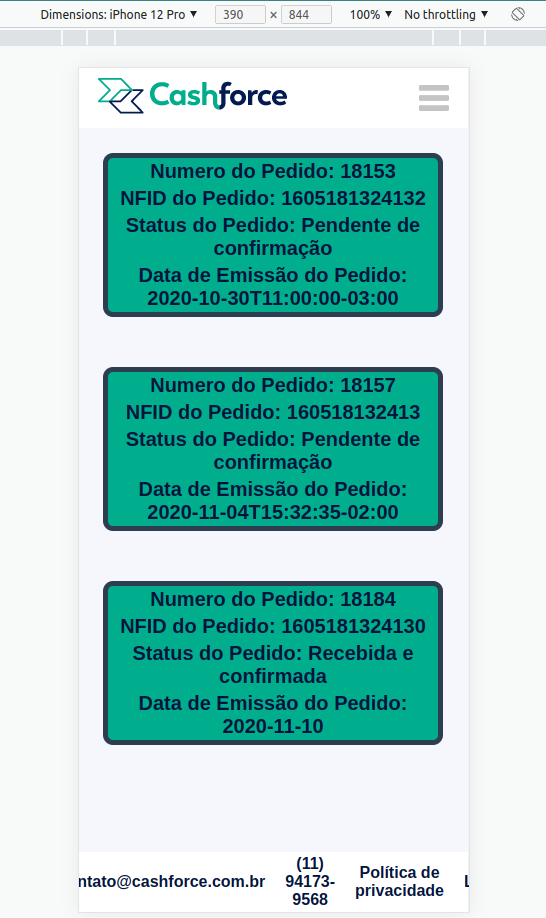 Dimensions: iPhone 12 Pro 390 × 844 100% No throttling
Cashforce
Numero do Pedido: 18153
NFID do Pedido: 1605181324132
Status do Pedido: Pendente de
confirmação
Data de Emissão do Pedido:
2020-10-30T11:00:00-03:00
Numero do Pedido: 18157
NFID do Pedido: 160518132413
Status do Pedido: Pendente de
confirmação
Data de Emissão do Pedido:
2020-11-04T15:32:35-02:00
Numero do Pedido: 18184
NFID do Pedido: 1605181324130
Status do Pedido: Recebida e
confirmada
Data de Emissão do Pedido:
2020-11-10
ntato@cashforce.com.br
(11)
94173-
9568
Política de
privacidade